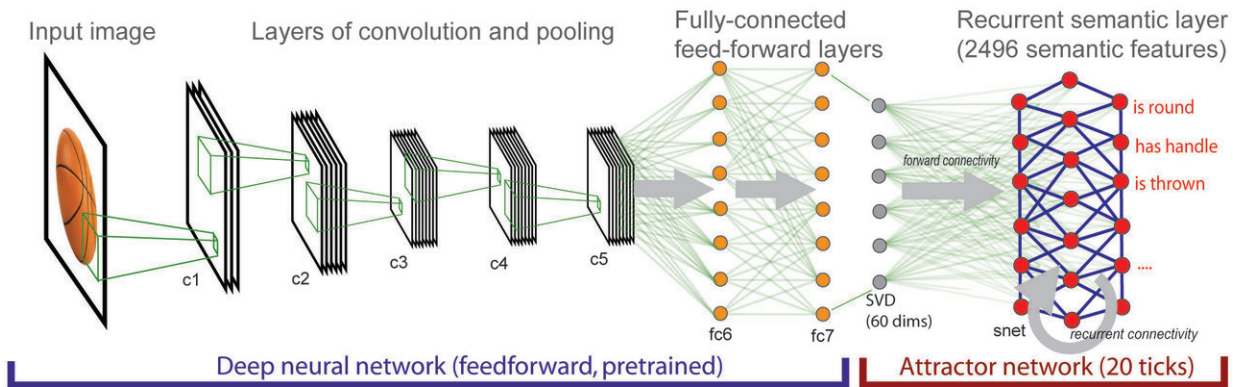 Input image
Layers of convolution and pooling
Fully-connected
feed-forward layers
Recurrent semantic layer
(2496 semantic features)
is round
has handle
is thrown
....
forward connectivity
c1
c2
c3
c4
c5
fc6
fc7
SVD
(60 dims)
snet
recurrent connectivity
Deep neural network (feedforward, pretrained)
Attractor network (20 ticks)